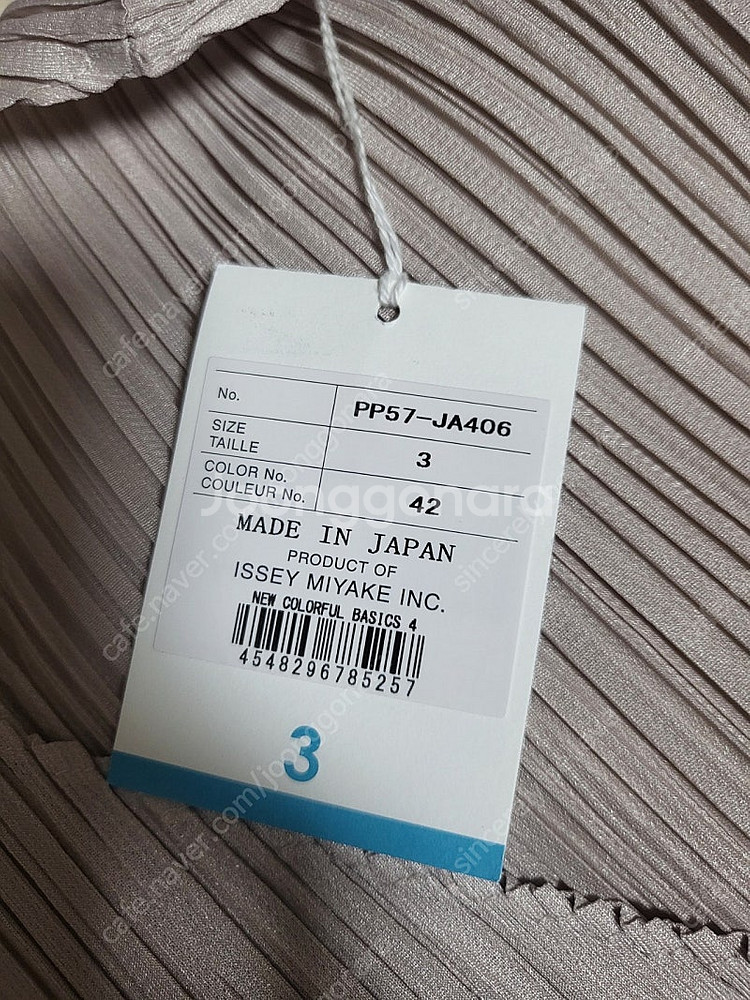 No. PP57-JA406
SIZE
TAILLE 3
COLOR No.
COULEUR No. 42
Joonggonara
MADE IN JAPAN
PRODUCT OF
ISSEY MIYAKE INC.
NEW COLORFUL BASICS 4
4548296785257
3